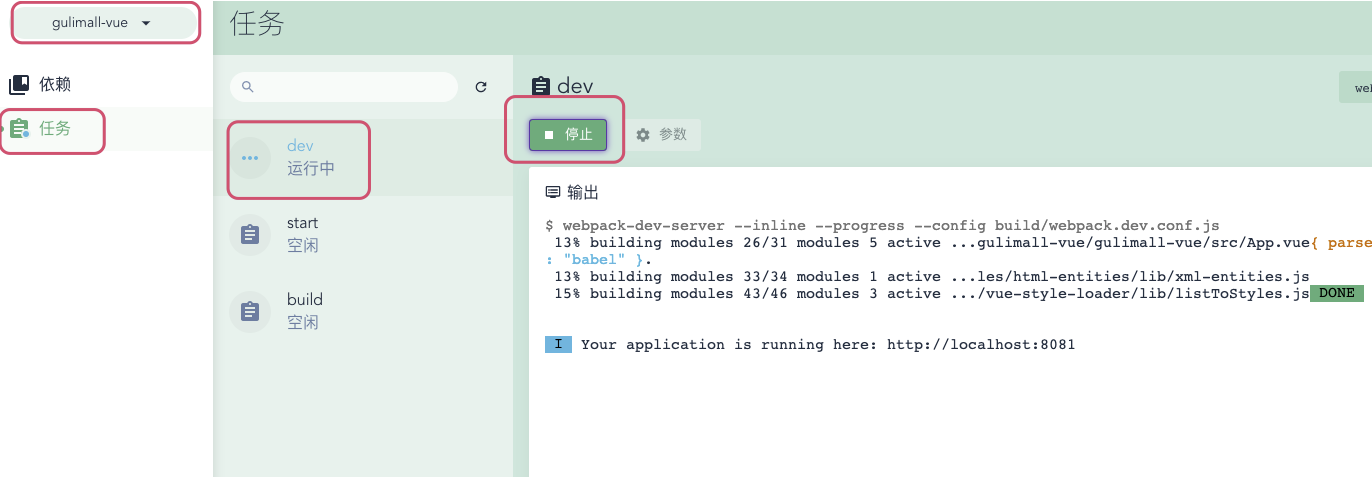 gulimall-vue
依赖
任务
任务
dev
运行中
start
空闲
build
空闲
dev
停止
参数
输出
$ webpack-dev-server --inline --progress --config build/webpack.dev.conf.js
13% building modules 26/31 modules 5 active ...gulimall-vue/gulimall-vue/src/App.vue{ parse
: "babel" }.
13% building modules 33/34 modules 1 active ...les/html-entities/lib/xml-entities.js
15% building modules 43/46 modules 3 active .../vue-style-loader/lib/listToStyles.js DONE
I Your application is running here: http://localhost:8081